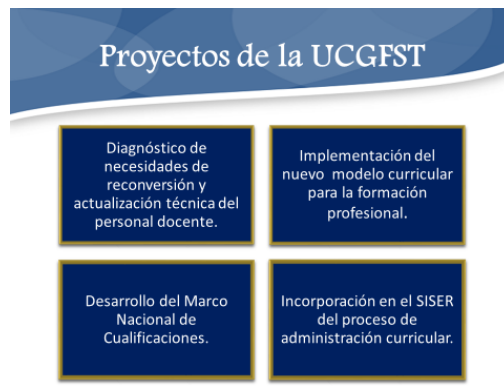 Proyectos de la UCGFST
Diagnóstico de
necesidades de
reconversión y
actualización técnica del
personal docente.
Implementación del
nuevo modelo curricular
para la formación
profesional.
Desarrollo del Marco
Nacional de
Cualificaciones.
Incorporación en el SISER
del proceso de
administración curricular.